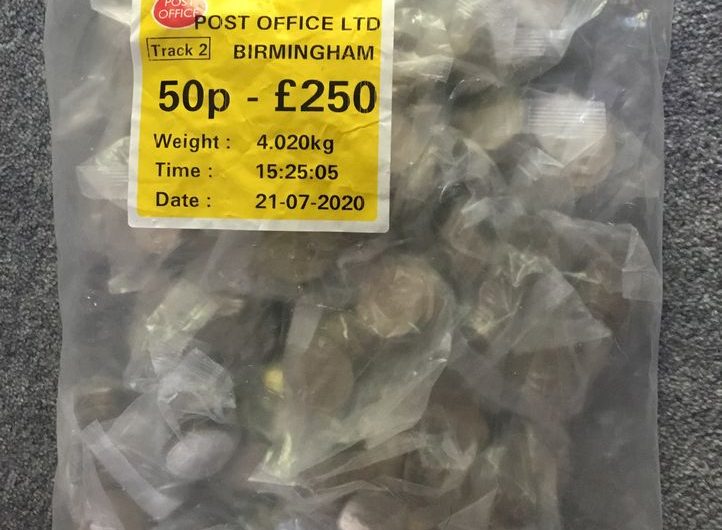 POST
OFFICE
POST OFFICE LTD
Track 2
BIRMINGHAM
50p - £250
Weight : 4.020kg
Time : 15:25:05
Date : 21-07-2020